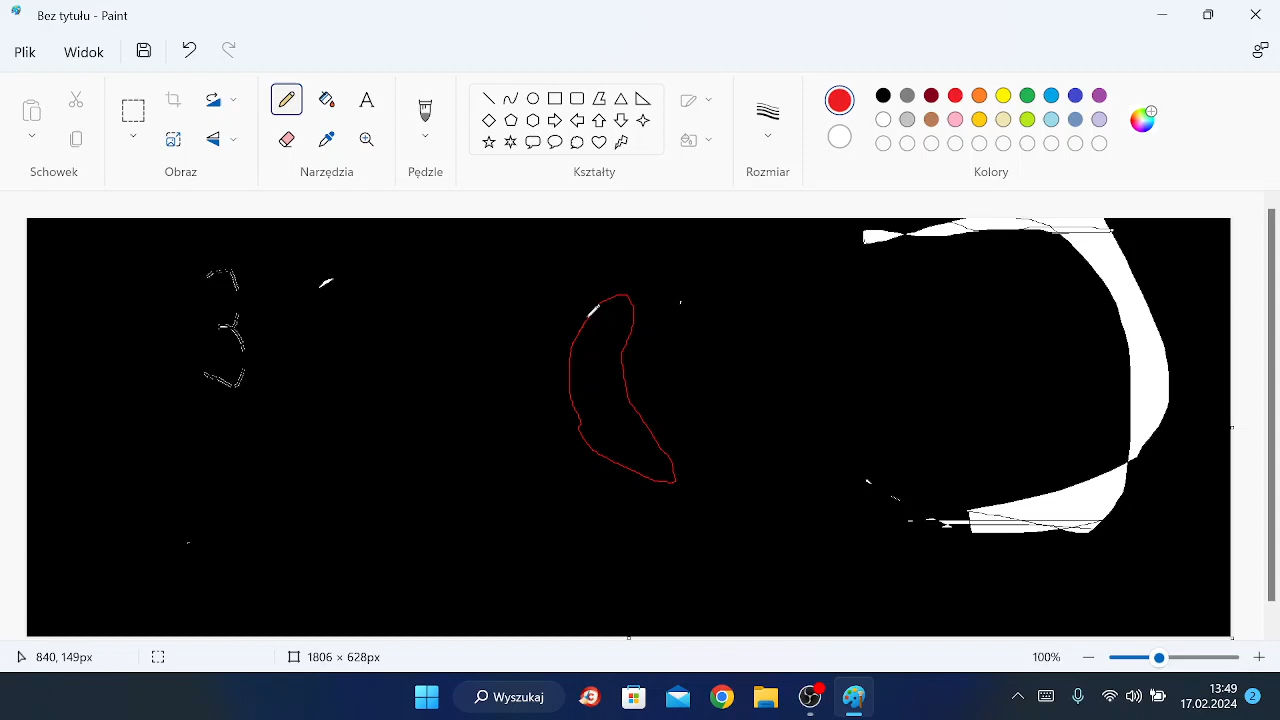 Bez tytułu - Paint
Plik Widok
Schowek Obraz Narzędzia Pędzle Kształty Rozmiar Kolory
840, 149px 1806 × 628px 100%
Wyszukaj 13:49 2
17.02.2024